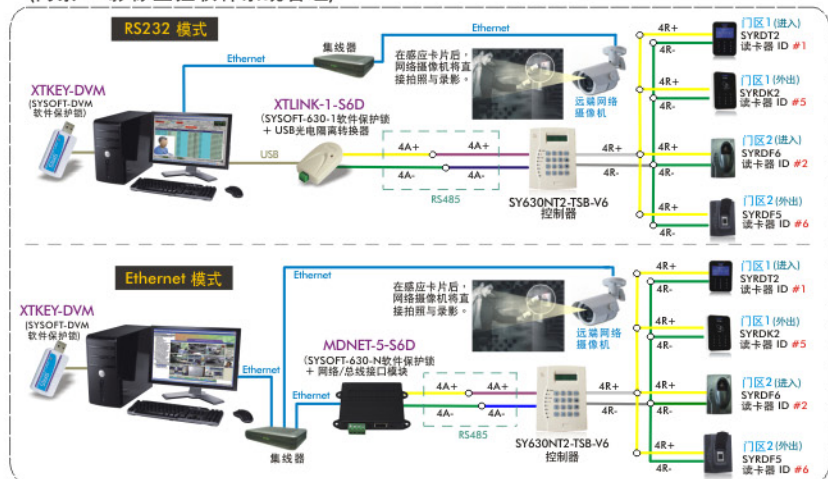 RS232 模式
Ethernet
集线器
XTKEY-DVM
(SYSOFT-DVM
软件保护锁)
XTLINK-1-S6D
(SYSOFT-630-1软件保护锁
+ USB光电隔离转换器
USB
在感应卡片后，
网络摄像机将直
接拍照与录影。
远端网络
摄像机
4A+
4A+
4A-
4A-
RS485
SY630NT2-TSB-V6
控制器
4R+
4R-
4R+
4R-
门区1(进入)
SYRDT2
读卡器 ID #1
4R+
4R-
门区1(外出)
SYRDK2
读卡器 ID #5
4R+
4R-
门区2(进入)
SYRDF6
读卡器 ID #2
4R+
4R-
门区2(外出)
SYRDF5
读卡器 ID #6
Ethernet 模式
Ethernet
XTKEY-DVM
(SYSOFT-DVM
软件保护锁)
Ethernet
Ethernet
集线器
MDNET-5-S6D
(SYSOFT-630-N软件保护锁
+ 网络/总线接口模块
在感应卡片后，
网络摄像机将直
接拍照与录影。
远端网络
摄像机
4A+
4A+
4A-
4A-
RS485
SY630NT2-TSB-V6
控制器
4R+
4R-
4R+
4R-
门区1(进入)
SYRDT2
读卡器 ID #1
4R+
4R-
门区1(外出)
SYRDK2
读卡器 ID #5
4R+
4R-
门区2(进入)
SYRDF6
读卡器 ID #2
4R+
4R-
门区2(外出)
SYRDF5
读卡器 ID #6